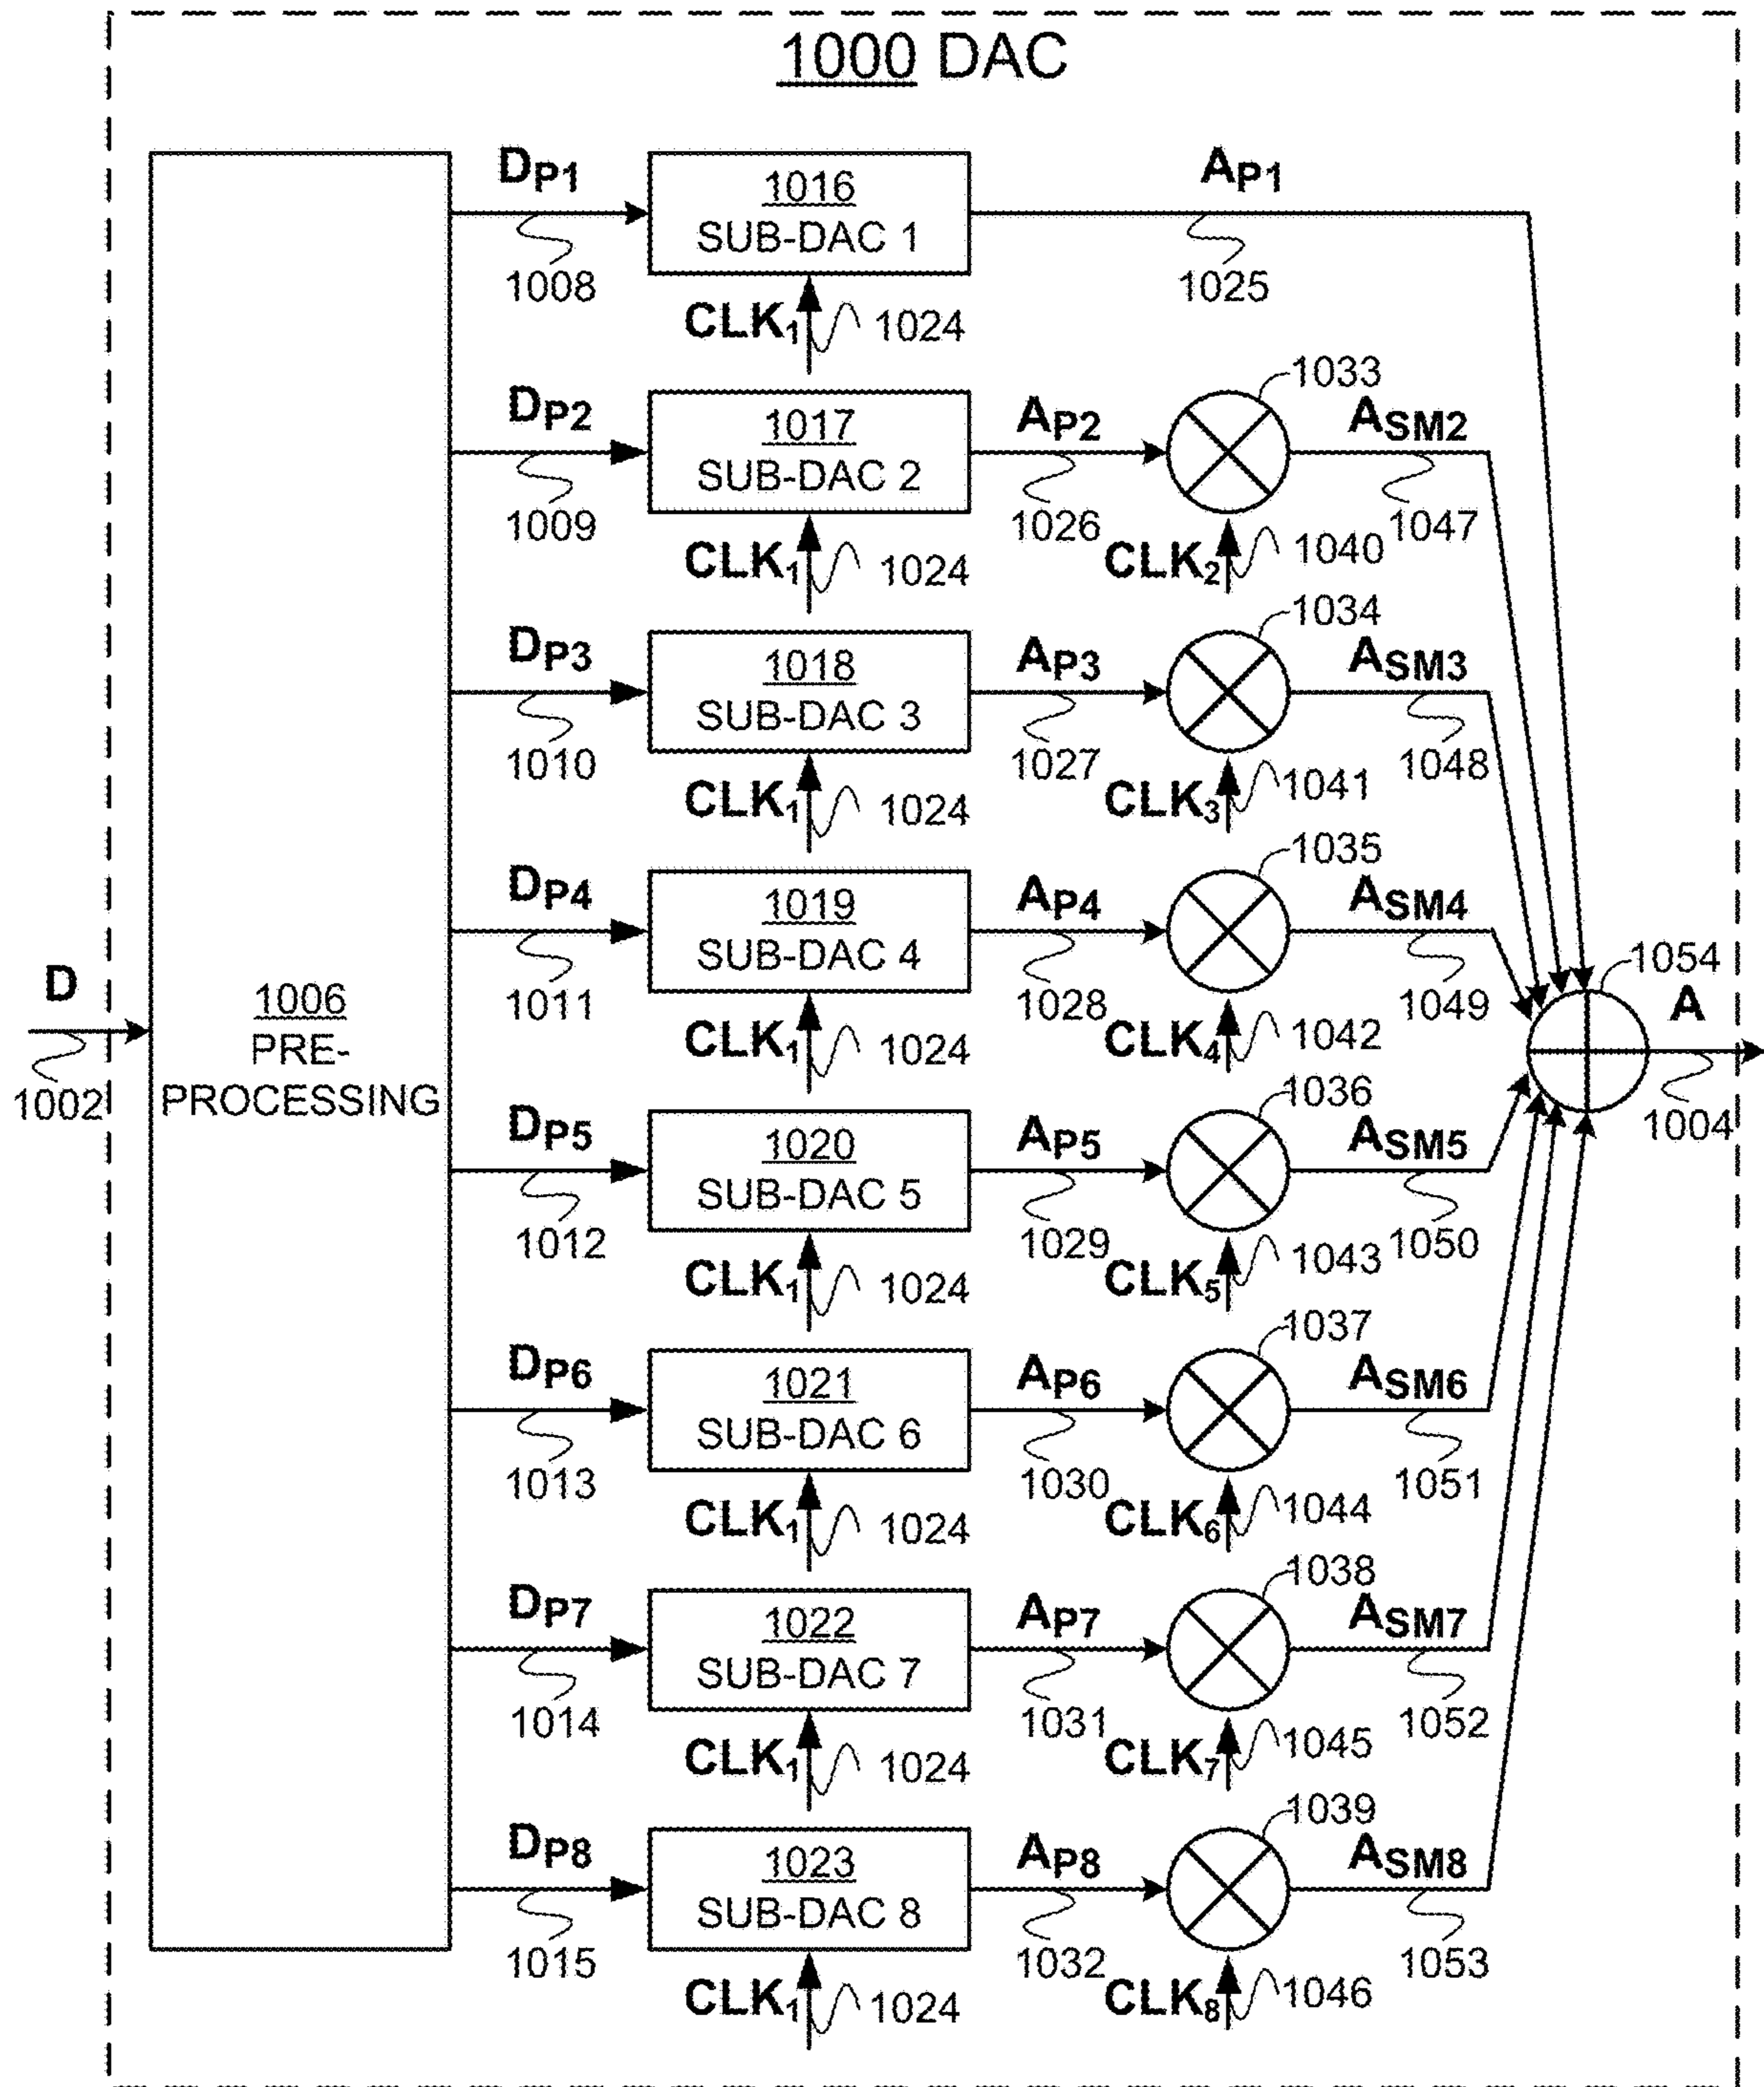 1000 DAC
DP1
1016
SUB-DAC 1
AP1
1008
CLK1
1024
1025
DP2
1017
SUB-DAC 2
AP2
1033
ASM2
1009
CLK1
1024
1026
CLK2
1040
1047
DP3
1018
SUB-DAC 3
AP3
1034
ASM3
1010
CLK1
1024
1027
CLK3
1041
1048
DP4
1019
SUB-DAC 4
AP4
1035
ASM4
1011
CLK1
1024
1028
CLK4
1042
1049
D
1002
1006
PRE-
PROCESSING
1054
A
1004
DP5
1020
SUB-DAC 5
AP5
1036
ASM5
1012
CLK1
1024
1029
CLK5
1043
1050
DP6
1021
SUB-DAC 6
AP6
1037
ASM6
1013
CLK1
1024
1030
CLK6
1044
1051
DP7
1022
SUB-DAC 7
AP7
1038
ASM7
1014
CLK1
1024
1031
CLK7
1045
1052
DP8
1023
SUB-DAC 8
AP8
1039
ASM8
1015
CLK1
1024
1032
CLK8
1046
1053